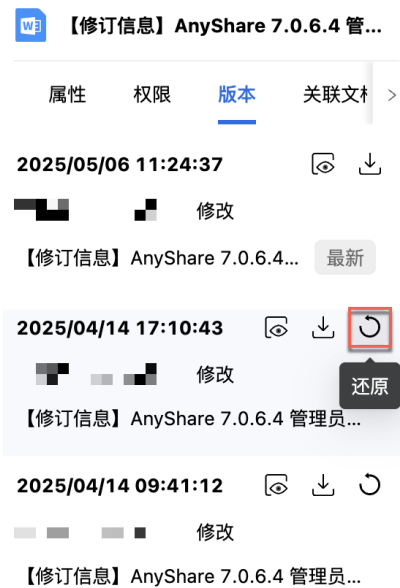 【修订信息】AnyShare 7.0.6.4 管...
属性 权限 版本 关联文
2025/05/06 11:24:37
修改
【修订信息】AnyShare 7.0.6.4... 最新
2025/04/14 17:10:43
修改 还原
【修订信息】AnyShare 7.0.6.4 管理员...
2025/04/14 09:41:12
修改
【修订信息】AnyShare 7.0.6.4 管理员...